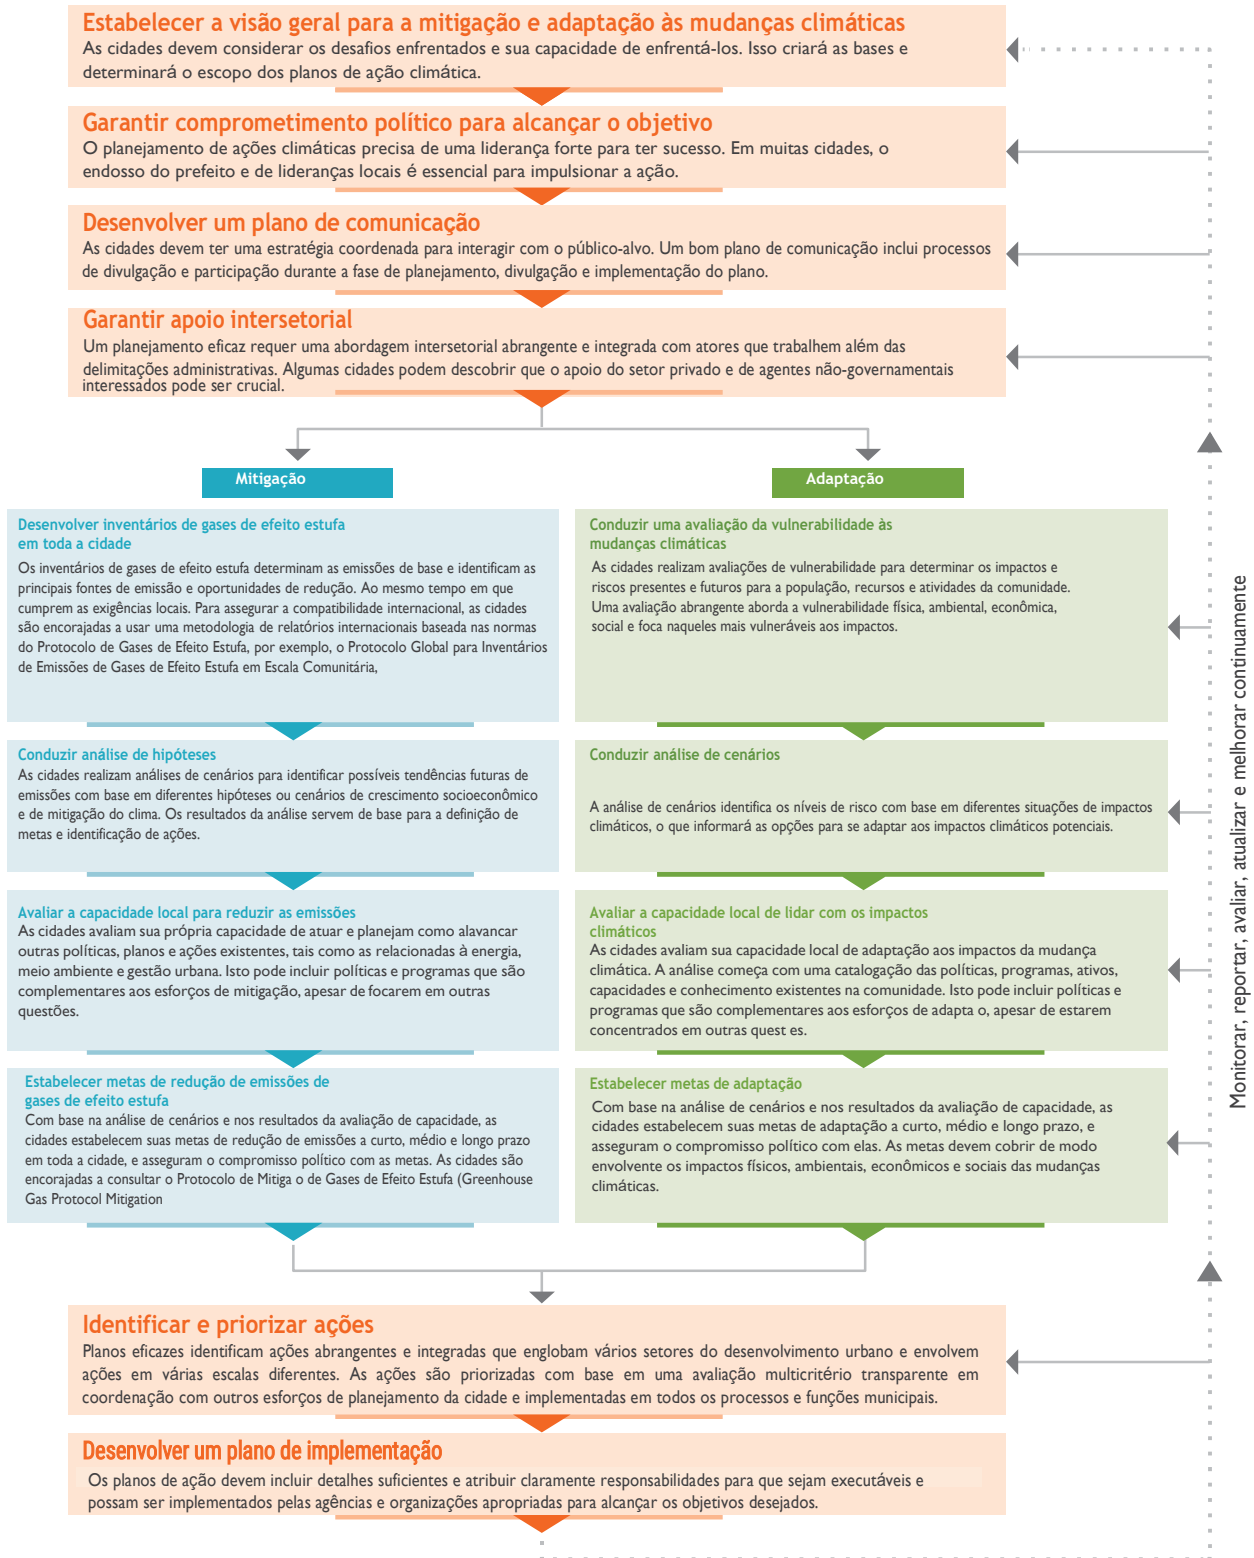 Estabelecer a visão geral para a mitigação e adaptação às mudanças climáticas
As cidades devem considerar os desafios enfrentados e sua capacidade de enfrentá-los. Isso criará as bases e
determinará o escopo dos planos de ação climática.
Garantir comprometimento político para alcançar o objetivo
O planejamento de ações climáticas precisa de uma liderança forte para ter sucesso. Em muitas cidades, o
endosso do prefeito e de lideranças locais é essencial para impulsionar a ação.
Desenvolver um plano de comunicação
As cidades devem ter uma estratégia coordenada para interagir com o público-alvo. Um bom plano de comunicação inclui processos
de divulgação e participação durante a fase de planejamento, divulgação e implementação do plano.
Garantir apoio intersetorial
Um planejamento eficaz requer uma abordagem intersetorial abrangente e integrada com atores que trabalhem além das
delimitações administrativas. Algumas cidades podem descobrir que o apoio do setor privado e de agentes não-governamentais
interessados pode ser crucial.
Mitigação
Desenvolver inventários de gases de efeito estufa
em toda a cidade
Os inventários de gases de efeito estufa determinam as emissões de base e identificam as
principais fontes de emissão e oportunidades de redução. Ao mesmo tempo em que
cumprem as exigências locais. Para assegurar a compatibilidade internacional, as cidades
são encorajadas a usar uma metodologia de relatórios internacionais baseada nas normas
do Protocolo de Gases de Efeito Estufa, por exemplo, o Protocolo Global para Inventários
de Emissões de Gases de Efeito Estufa em Escala Comunitária,
Conduzir análise de hipóteses
As cidades realizam análises de cenários para identificar possíveis tendências futuras de
emissões com base em diferentes hipóteses ou cenários de crescimento socioeconômico
e de mitigação do clima. Os resultados da análise servem de base para a definição de
metas e identificação de ações.
Avaliar a capacidade local para reduzir as emissões
As cidades avaliam sua própria capacidade de atuar e planejam como alavancar
outras políticas, planos e ações existentes, tais como as relacionadas à energia,
meio ambiente e gestão urbana. Isto pode incluir políticas e programas que são
complementares aos esforços de mitigação, apesar de focarem em outras
questões.
Estabelecer metas de redução de emissões de
gases de efeito estufa
Com base na análise de cenários e nos resultados da avaliação de capacidade, as
cidades estabelecem suas metas de redução de emissões a curto, médio e longo prazo
em toda a cidade, e asseguram o compromisso político com as metas. As cidades são
encorajadas a consultar o Protocolo de Mitiga o de Gases de Efeito Estufa (Greenhouse
Gas Protocol Mitigation
Adaptação
Conduzir uma avaliação da vulnerabilidade às
mudanças climáticas
As cidades realizam avaliações de vulnerabilidade para determinar os impactos e
riscos presentes e futuros para a população, recursos e atividades da comunidade.
Uma avaliação abrangente aborda a vulnerabilidade física, ambiental, econômica,
social e foca naqueles mais vulneráveis aos impactos.
Conduzir análise de cenários
A análise de cenários identifica os níveis de risco com base em diferentes situações de impactos
climáticos, o que informará as opções para se adaptar aos impactos climáticos potenciais.
Avaliar a capacidade local de lidar com os impactos
climáticos
As cidades avaliam sua capacidade local de adaptação aos impactos da mudança
climática. A análise começa com uma catalogação das políticas, programas, ativos,
capacidades e conhecimento existentes na comunidade. Isto pode incluir políticas e
programas que são complementares aos esforços de adapta o, apesar de estarem
concentrados em outras quest es.
Estabelecer metas de adaptação
Com base na análise de cenários e nos resultados da avaliação de capacidade, as
cidades estabelecem suas metas de adaptação a curto, médio e longo prazo, e
asseguram o compromisso político com elas. As metas devem cobrir de modo
envolvente os impactos físicos, ambientais, econômicos e sociais das mudanças
climáticas.
Identificar e priorizar ações
Planos eficazes identificam ações abrangentes e integradas que englobam vários setores do desenvolvimento urbano e envolvem
ações em várias escalas diferentes. As ações são priorizadas com base em uma avaliação multicritério transparente em
coordenação com outros esforços de planejamento da cidade e implementadas em todos os processos e funções municipais.
Desenvolver um plano de implementação
Os planos de ação devem incluir detalhes suficientes e atribuir claramente responsabilidades para que sejam executáveis e
possam ser implementados pelas agências e organizações apropriadas para alcançar os objetivos desejados.
Monitorar, reportar, avaliar, atualizar e melhorar continuamente